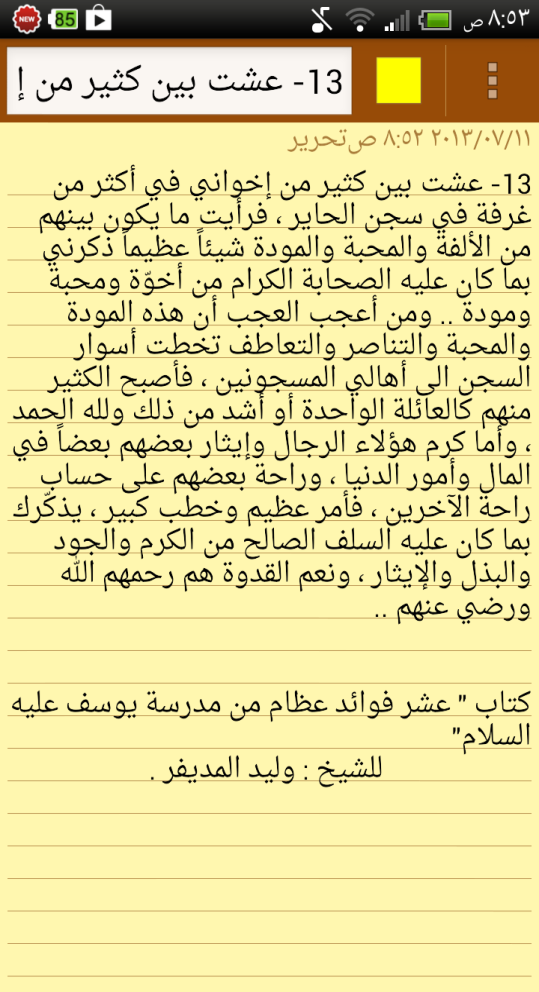 NEW 85 ٨:٥٣ ص
13- عشت بين كثير من إ
٢٠١٣/٠٧/١١ ٨:٥٢ صتحرير
13- عشت بين كثير من إخواني في أكثر من
غرفة في سجن الحاير ، فرأيت ما يكون بينهم
من الألفة والمحبة والمودة شيئاً عظيماً ذكرني
بما كان عليه الصحابة الكرام من أخوّة ومحبة
ومودة .. ومن أعجب العجب أن هذه المودة
والمحبة والتناصر والتعاطف تخطت أسوار
السجن الى أهالي المسجونين ، فأصبح الكثير
منهم كالعائلة الواحدة أو أشد من ذلك ولله الحمد
، وأما كرم هؤلاء الرجال وإيثار بعضهم بعضاً في
المال وأمور الدنيا ، وراحة بعضهم على حساب
راحة الآخرين ، فأمر عظيم وخطب كبير ، يذكّرك
بما كان عليه السلف الصالح من الكرم والجود
والبذل والإيثار ، ونعم القدوة هم رحمهم الله
ورضي عنهم ..
كتاب " عشر فوائد عظام من مدرسة يوسف عليه
السلام"
للشيخ : وليد المديفر .